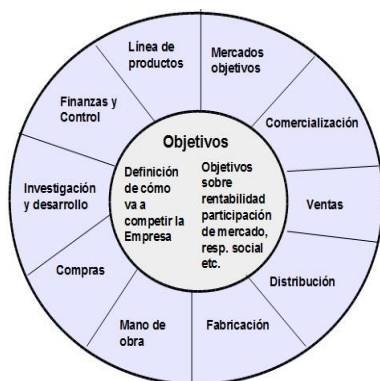 Línea de
productos
Mercados
objetivos
Comercialización
Ventas
Distribución
Fabricación
Mano de
obra
Compras
Investigación
y desarrollo
Finanzas y
Control
Objetivos
Definición
de cómo
va a
competir la
Empresa
Objetivos
sobre
rentabilidad
participación
de mercado,
resp. social
etc.